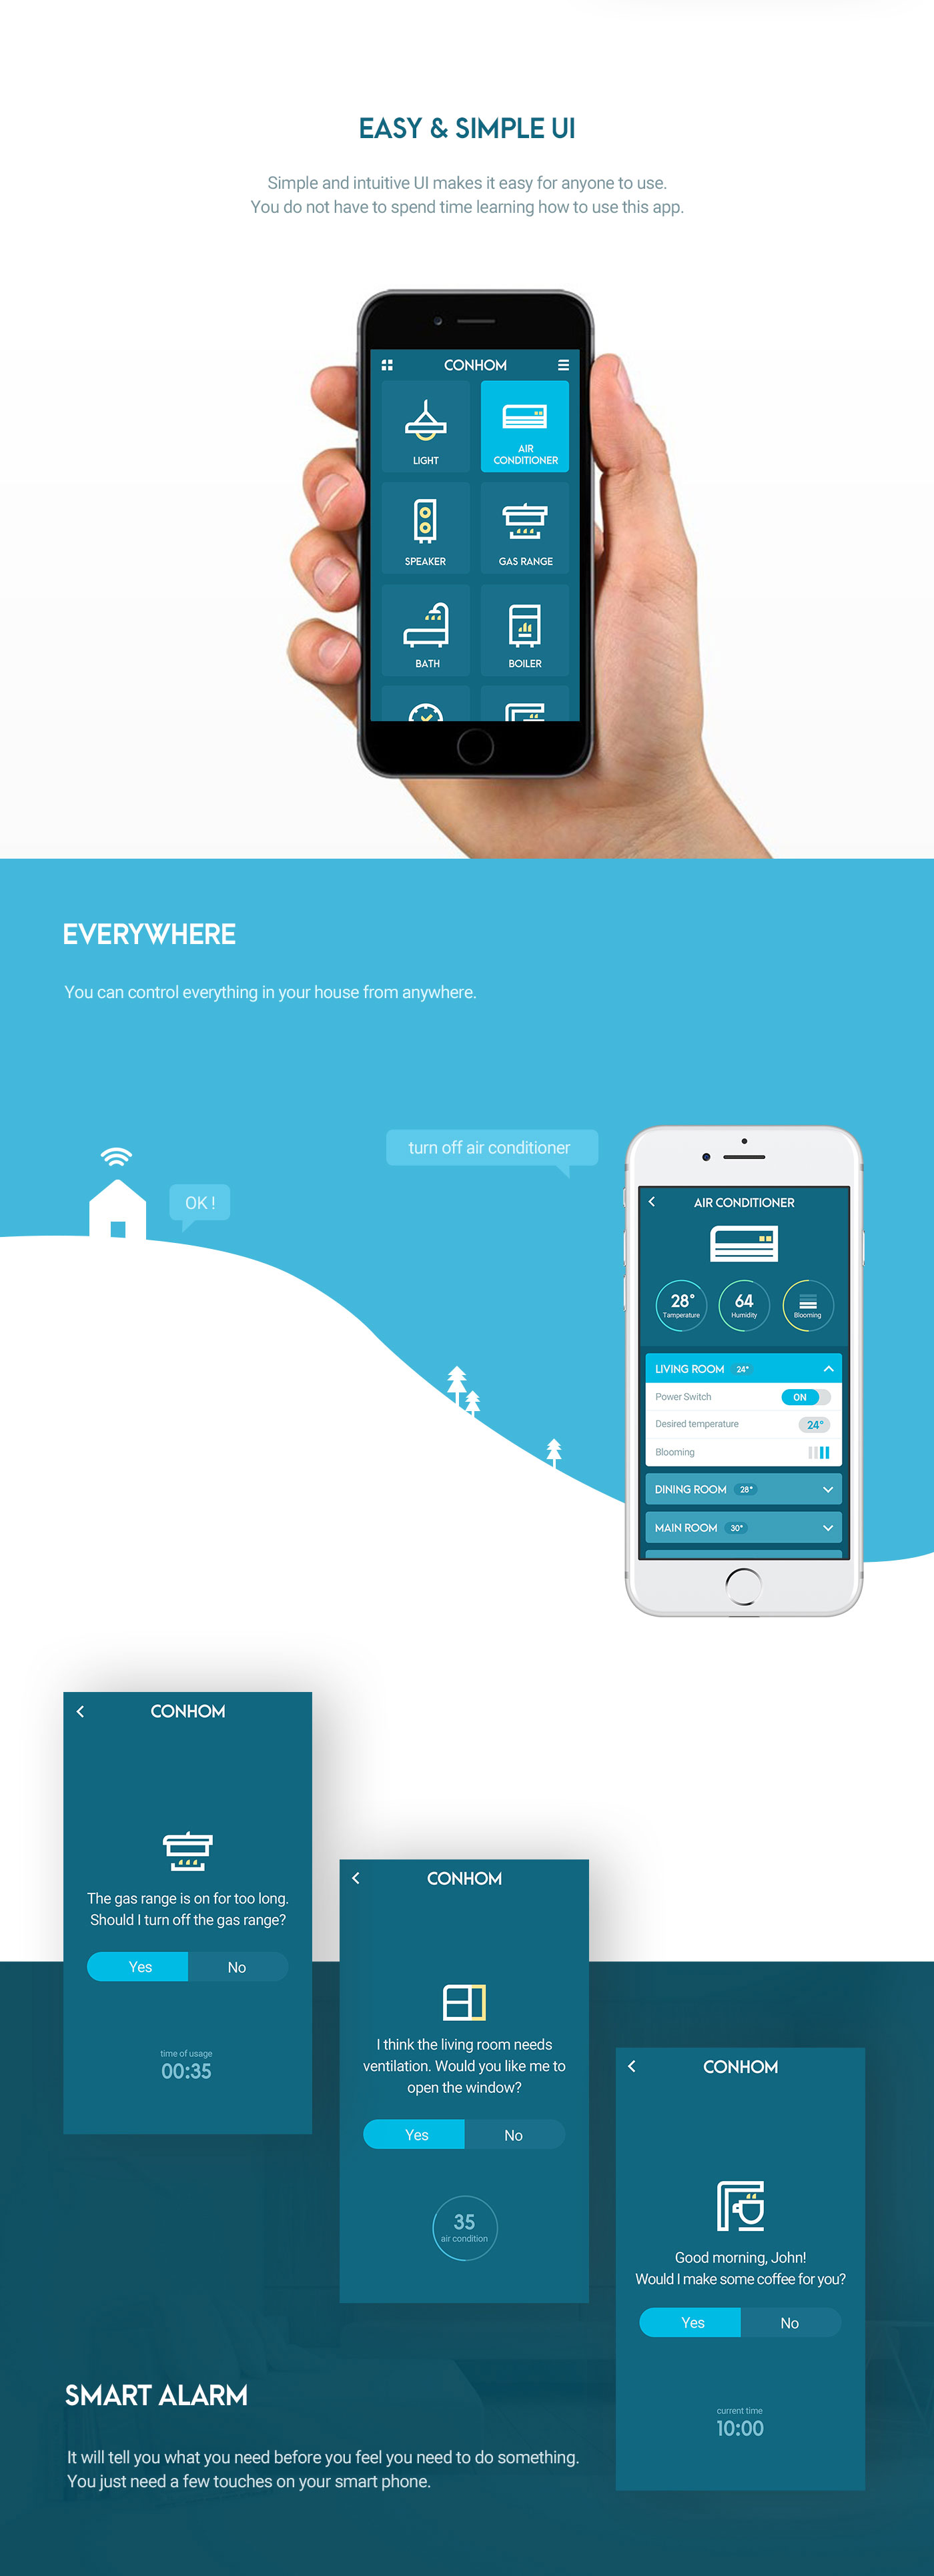 EASY & SIMPLE UI
Simple and intuitive UI makes it easy for anyone to use.
You do not have to spend time learning how to use this app.
CONHOM
LIGHT
AIR
CONDITIONER
SPEAKER
GAS RANGE
BATH
BOILER
EVERYWHERE
You can control everything in your house from anywhere.
turn off air conditioner
OK !
AIR CONDITIONER
28°
Tamperature
64
Humidity
Blooming
LIVING ROOM 24°
Power Switch ON
Desired temperature 24°
Blooming
DINING ROOM 28°
MAIN ROOM 30°
CONHOM
The gas range is on for too long.
Should I turn off the gas range?
Yes No
time of usage
00:35
CONHOM
I think the living room needs
ventilation. Would you like me to
open the window?
Yes No
35
air condition
CONHOM
Good morning, John!
Would I make some coffee for you?
Yes No
current time
10:00
SMART ALARM
It will tell you what you need before you feel you need to do something.
You just need a few touches on your smart phone.